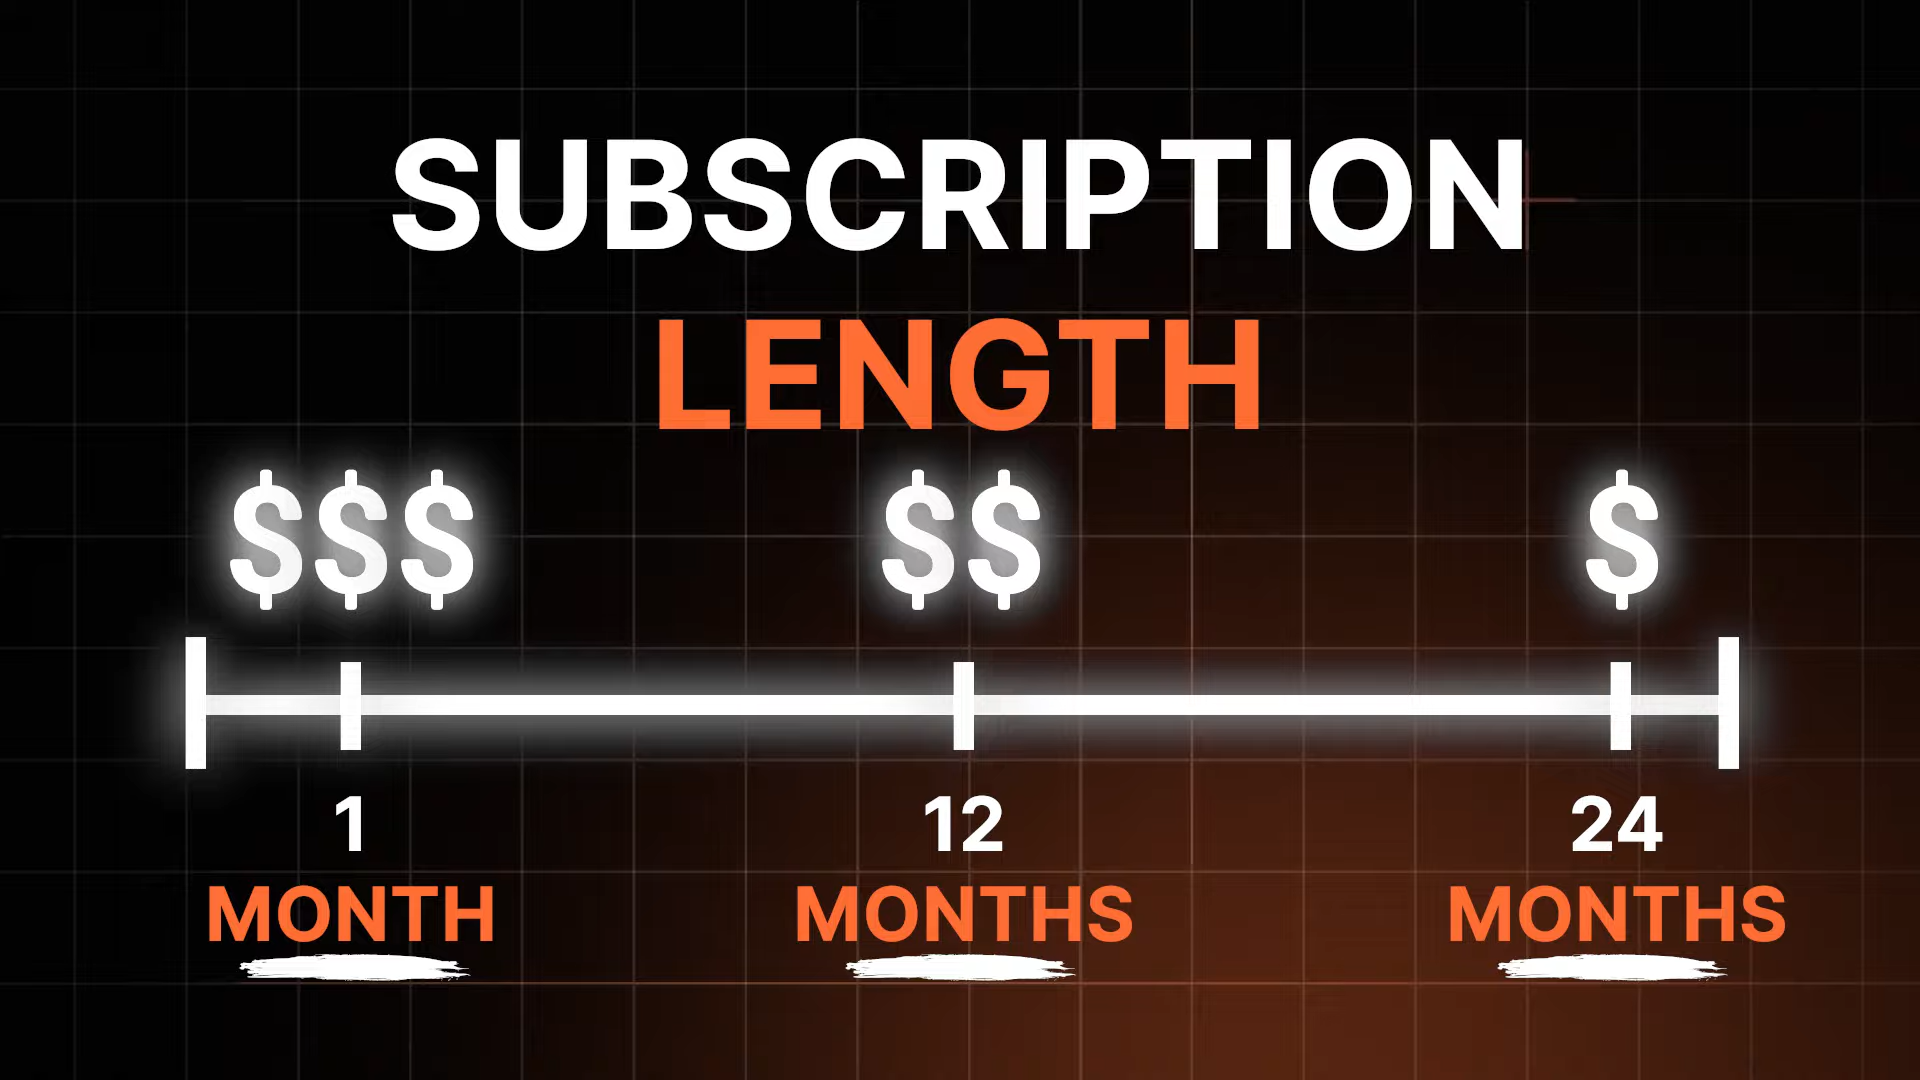 SUBSCRIPTION
LENGTH
$$$ $$ $
1 12 24
MONTH MONTHS MONTHS